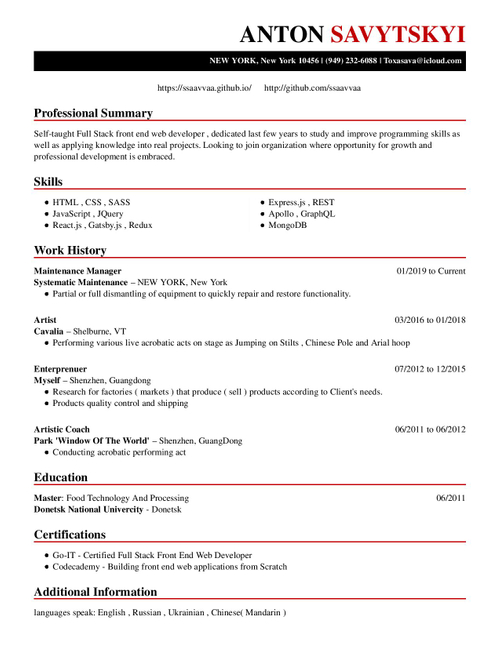 ANTON SAVYTSKYI
NEW YORK, New York 10456 | (949) 232-6088 | Toxasava@icloud.com
https://ssaavvaa.github.io/ http://github.com/ssaavvaa
Professional Summary
Self-taught Full Stack front end web developer , dedicated last few years to study and improve programming skills as
well as applying knowledge into real projects. Looking to join organization where opportunity for growth and
professional development is embraced.
Skills
• HTML , CSS , SASS
• JavaScript , JQuery
• React.js , Gatsby.js , Redux
• Express.js , REST
• Apollo , GraphQL
• MongoDB
Work History
Maintenance Manager 01/2019 to Current
Systematic Maintenance – NEW YORK, New York
• Partial or full dismantling of equipment to quickly repair and restore functionality.
Artist 03/2016 to 01/2018
Cavalia – Shelburne, VT
• Performing various live acrobatic acts on stage as Jumping on Stilts , Chinese Pole and Arial hoop
Enterprenuer 07/2012 to 12/2015
Myself – Shenzhen, Guangdong
• Research for factories ( markets ) that produce ( sell ) products according to Client's needs.
• Products quality control and shipping
Artistic Coach 06/2011 to 06/2012
Park 'Window Of The World' – Shenzhen, GuangDong
• Conducting acrobatic performing act
Education
Master: Food Technology And Processing 06/2011
Donetsk National Univercity - Donetsk
Certifications
• Go-IT - Certified Full Stack Front End Web Developer
• Codecademy - Building front end web applications from Scratch
Additional Information
languages speak: English , Russian , Ukrainian , Chinese( Mandarin )